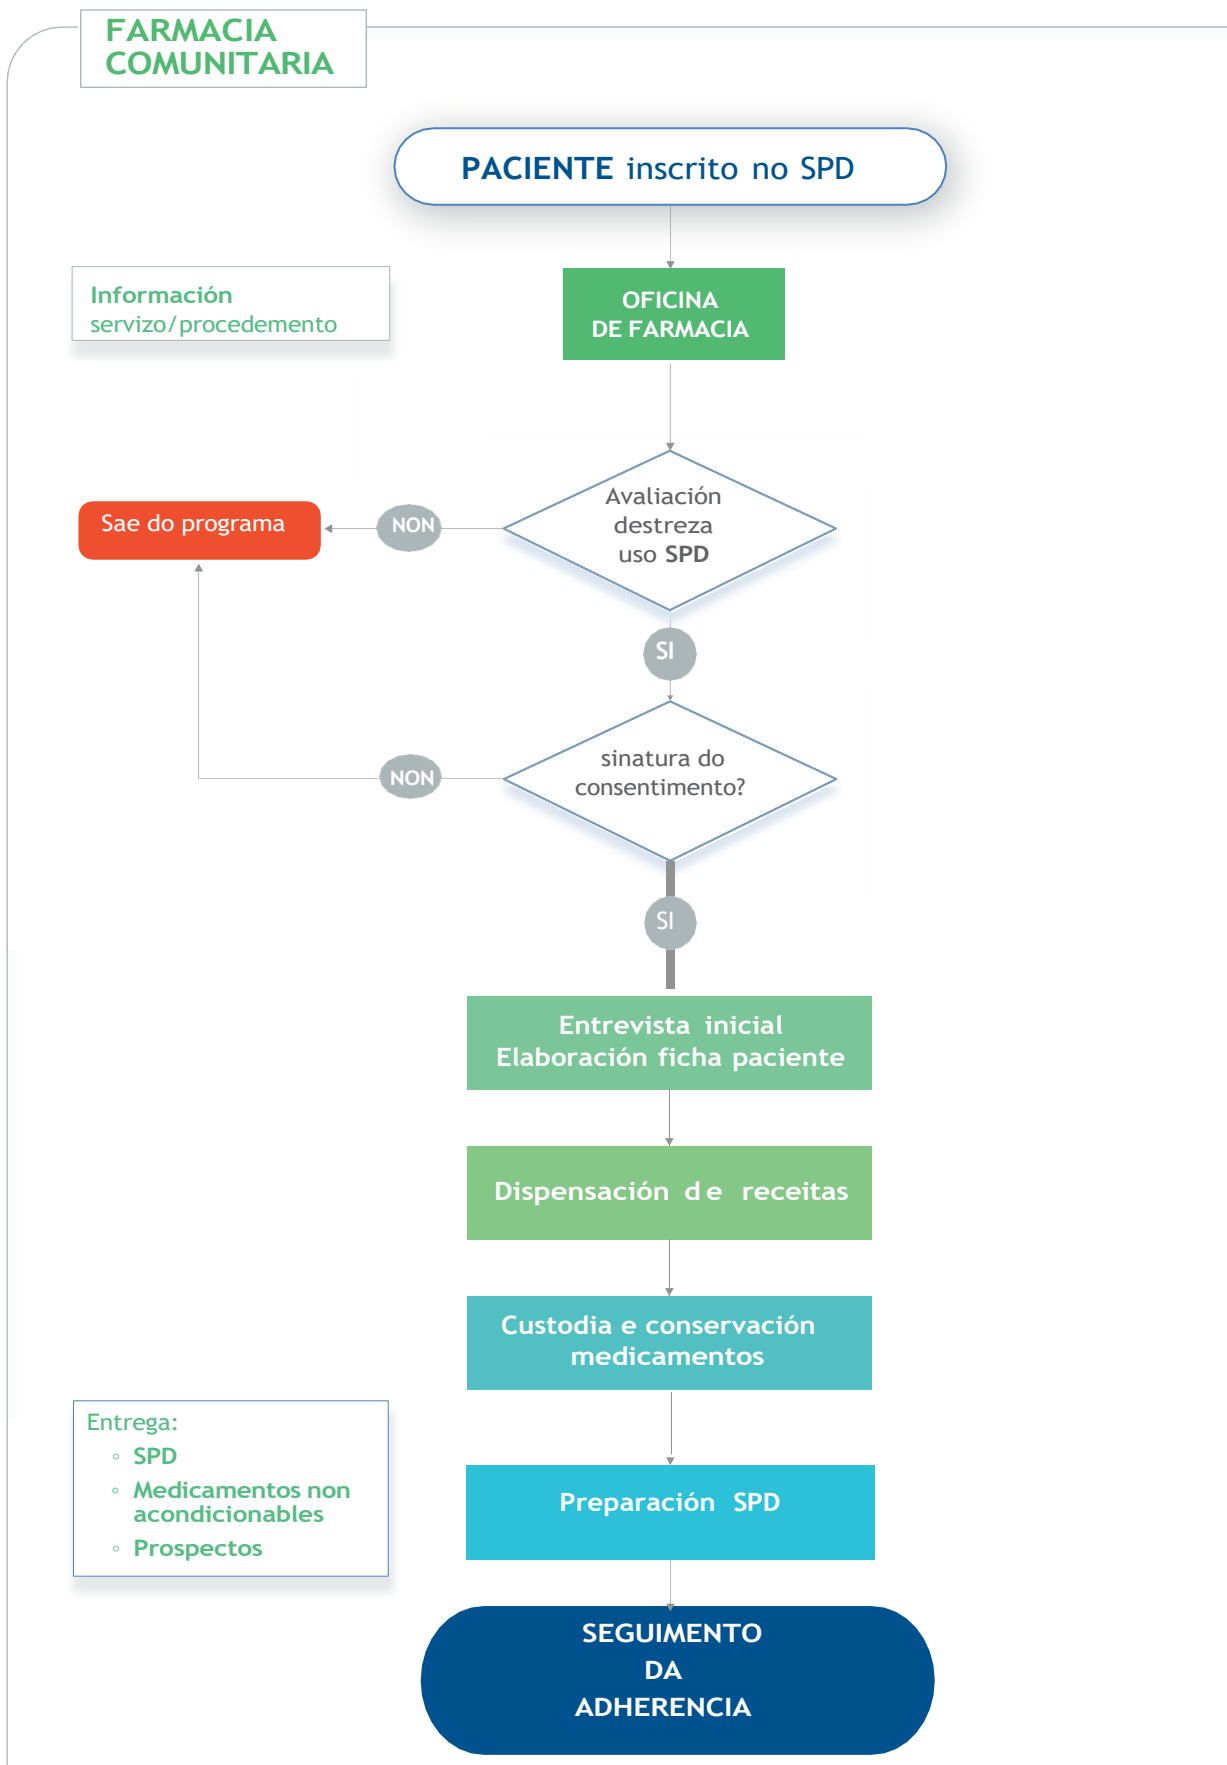 FARMACIA
COMUNITARIA
PACIENTE inscrito no SPD
Información
servizo/procedemento
OFICINA
DE FARMACIA
Avaliación
destreza
uso SPD
NON
Sae do programa
SI
sinatura do
consentimento?
NON
SI
Entrevista inicial
Elaboración ficha paciente
Dispensación de receitas
Custodia e conservación
medicamentos
Entrega:
◦ SPD
◦ Medicamentos non
acondicionables
◦ Prospectos
Preparación SPD
SEGUIMENTO
DA
ADHERENCIA